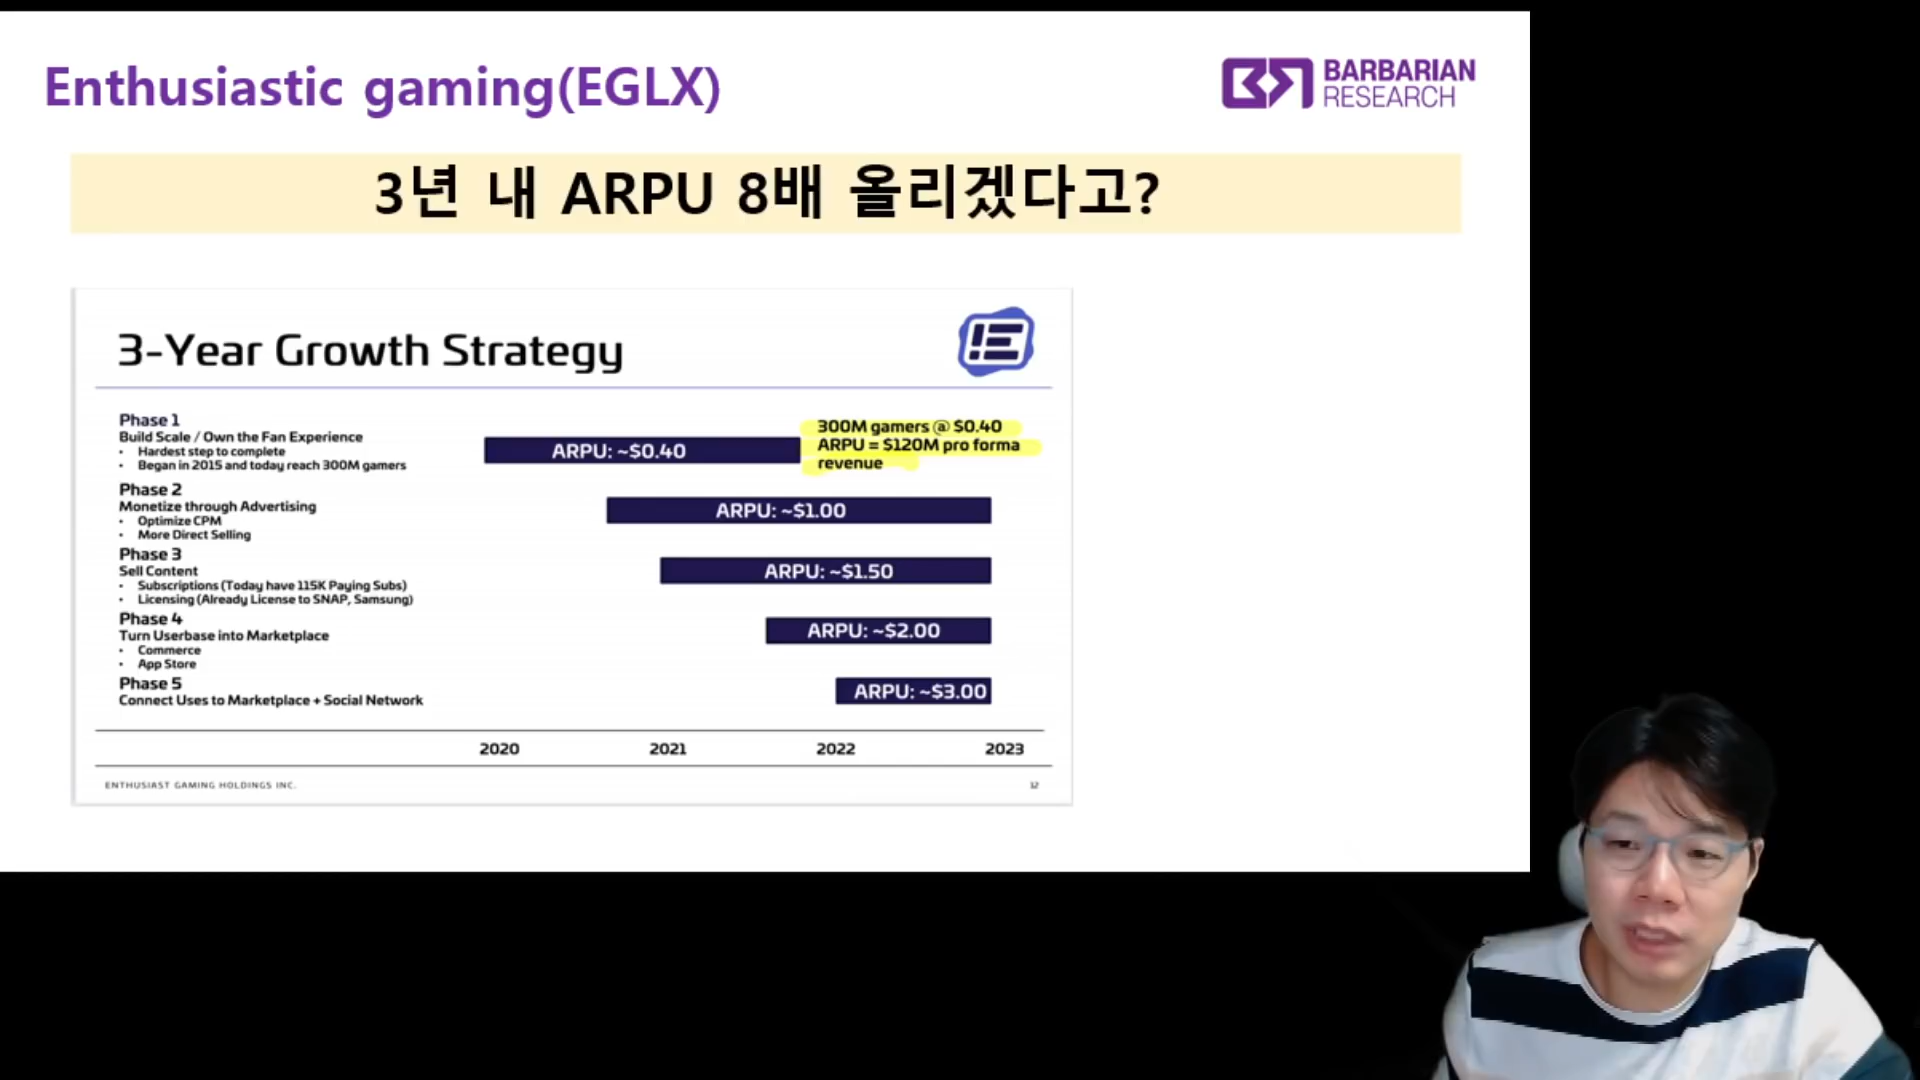 Enthusiastic gaming(EGLX)
BARBARIAN
RESEARCH
3년 내 ARPU 8배 올리겠다고?
3-Year Growth Strategy
Phase 1
Build Scale / Own the Fan Experience
• Hardest step to complete
• Began in 2015 and today reach 300M gamers
ARPU: ~$0.40
300M gamers @ $0.40
ARPU = $120M pro forma
revenue
Phase 2
Monetize through Advertising
• Optimize CPM
• More Direct Selling
ARPU: ~$1.00
Phase 3
Sell Content
• Subscriptions (Today have 115K Paying Subs)
• Licensing (Already License to SNAP, Samsung)
ARPU: ~$1.50
Phase 4
Turn Userbase into Marketplace
• Commerce
• App Store
ARPU: ~$2.00
Phase 5
Connect Uses to Marketplace + Social Network
ARPU: ~$3.00
2020 2021 2022 2023
ENTHUSIAST GAMING HOLDINGS INC.
12